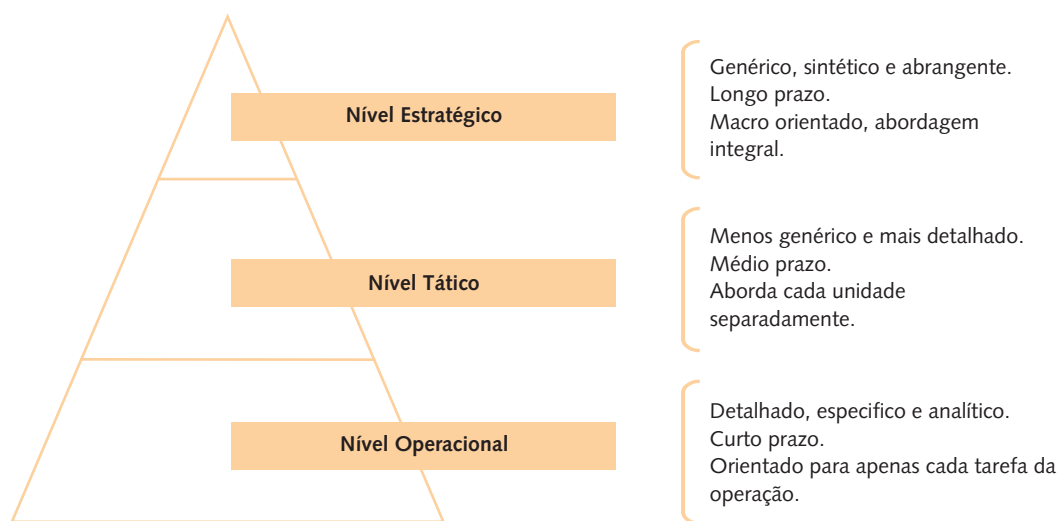 Nível Estratégico
Genérico, sintético e abrangente.
Longo prazo.
Macro orientado, abordagem
integral.
Nível Tático
Menos genérico e mais detalhado.
Médio prazo.
Aborda cada unidade
separadamente.
Nível Operacional
Detalhado, especifico e analítico.
Curto prazo.
Orientado para apenas cada tarefa da
operação.